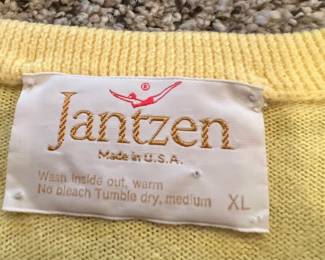 ®
Jantzen
Made in U.S.A.
Wash inside out, warm
No bleach Tumble dry, medium XL